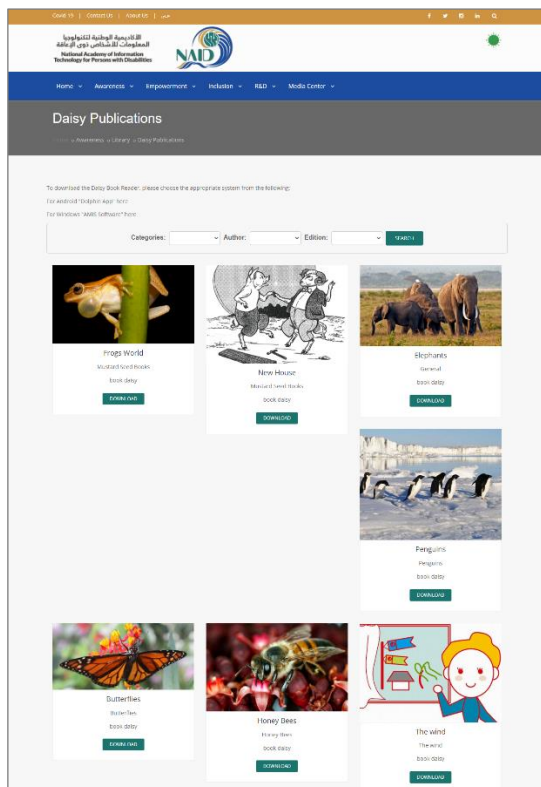 Covid 19 | Contact Us | About Us | عربي
الأكاديمية الوطنية لتكنولوجيا
المعلومات للأشخاص ذوي الإعاقة
National Academy of Information
Technology for Persons with Disabilities
NAID
Home Awareness Empowerment Inclusion R&D Media Center
Daisy Publications
Home » Awareness » Library » Daisy Publications
To download the Daisy Book Reader, please choose the appropriate system from the following:
For Android "Dolphin App" here
For Windows "AMIS Software" here
Categories: Author: Edition: SEARCH
Frogs World
Mustard Seed Books
book daisy
DOWNLOAD
New House
Mustard Seed Books
book daisy
DOWNLOAD
Elephants
General
book daisy
DOWNLOAD
Penguins
Penguins
book daisy
DOWNLOAD
Butterflies
Butterflies
book daisy
DOWNLOAD
Honey Bees
Honey Bees
book daisy
DOWNLOAD
The wind
The wind
book daisy
DOWNLOAD